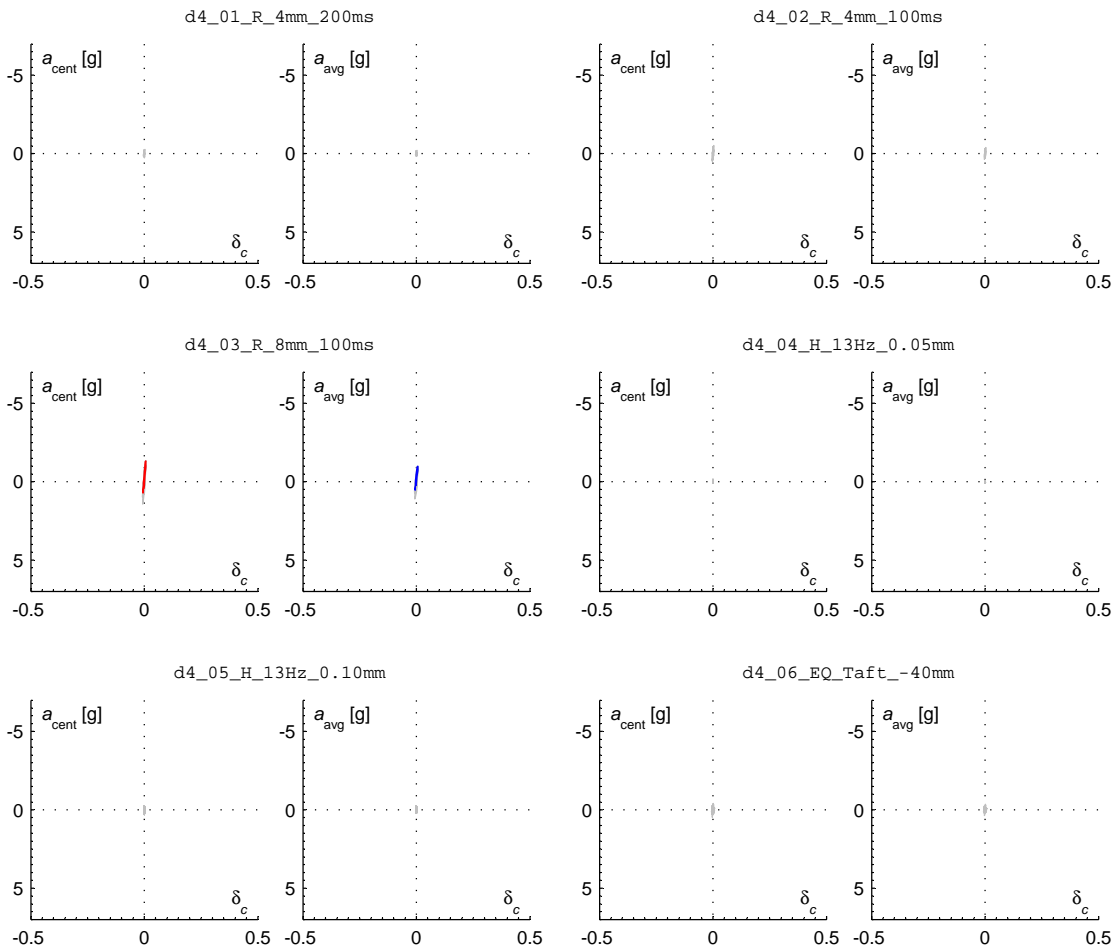 d4_01_R_4mm_200ms
d4_02_R_4mm_100ms
a_cent [g]
a_avg [g]
a_cent [g]
a_avg [g]
-5
-5
-5
-5
0
0
0
0
5
5
5
5
δ_c
δ_c
δ_c
δ_c
-0.5 0 0.5
-0.5 0 0.5
-0.5 0 0.5
-0.5 0 0.5
d4_03_R_8mm_100ms
d4_04_H_13Hz_0.05mm
a_cent [g]
a_avg [g]
a_cent [g]
a_avg [g]
-5
-5
-5
-5
0
0
0
0
5
5
5
5
δ_c
δ_c
δ_c
δ_c
-0.5 0 0.5
-0.5 0 0.5
-0.5 0 0.5
-0.5 0 0.5
d4_05_H_13Hz_0.10mm
d4_06_EQ_Taft_-40mm
a_cent [g]
a_avg [g]
a_cent [g]
a_avg [g]
-5
-5
-5
-5
0
0
0
0
5
5
5
5
δ_c
δ_c
δ_c
δ_c
-0.5 0 0.5
-0.5 0 0.5
-0.5 0 0.5
-0.5 0 0.5